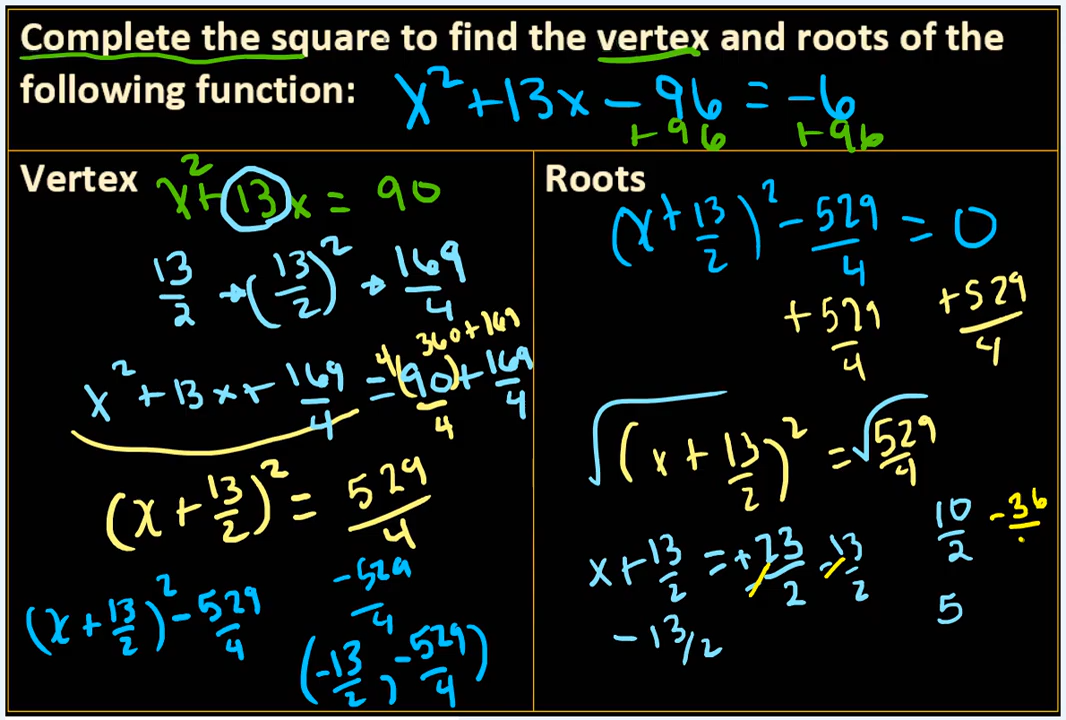 Complete the square to find the vertex and roots of the
following function: x² + 13x - 96 = -6
+96 +96
Vertex
x² + 13x = 90
13/2 → (13/2)² → 169/4
360+169
x² + 13x + 169/4 = 4(90)/4 + 169/4
(x + 13/2)² = 529/4
-529/4
(x + 13/2)² - 529/4
(-13/2, -529/4)
Roots
(x + 13/2)² - 529/4 = 0
+529/4 +529/4
√(x + 13/2)² = √529/4
x + 13/2 = ±23/2 - 13/2
-13/2
10/2 -36/
5